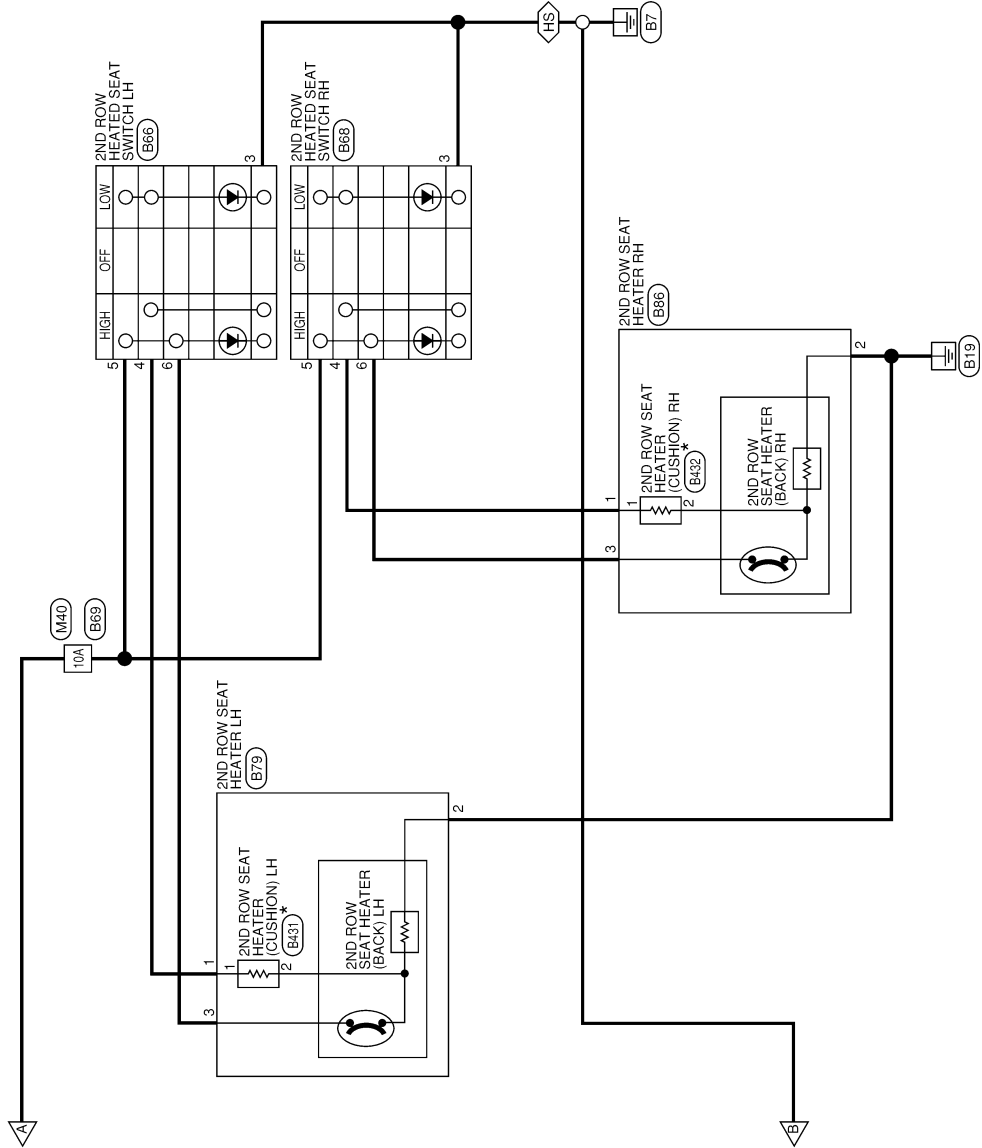 HS
B7
2ND ROW
HEATED SEAT
SWITCH LH
B66
3
LOW
OFF
HIGH
5
4
6
2ND ROW
HEATED SEAT
SWITCH RH
B68
3
LOW
OFF
HIGH
5
4
6
2ND ROW SEAT
HEATER RH
B86
2
B19
2ND ROW SEAT
HEATER
(CUSHION) RH
*
B432
1
1
2
3
2ND ROW
SEAT HEATER
(BACK) RH
M40
B69
10A
2ND ROW SEAT
HEATER LH
B79
2
2ND ROW SEAT
HEATER
(CUSHION) LH
*
B431
1
1
2
3
2ND ROW
SEAT HEATER
(BACK) LH
A
B